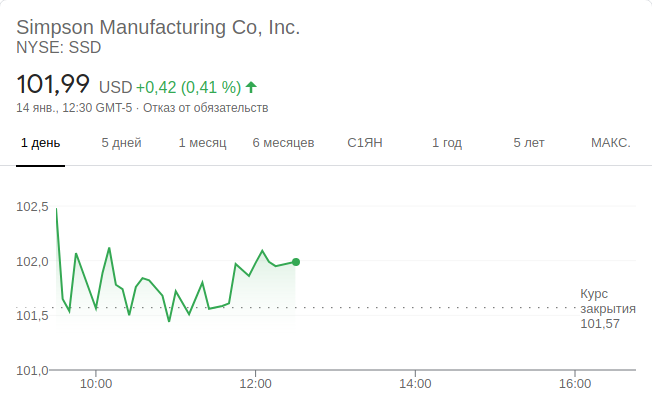 Simpson Manufacturing Co, Inc.
NYSE: SSD
101,99 USD +0,42 (0,41 %)
14 янв., 12:30 GMT-5 · Отказ от обязательств
1 день 5 дней 1 месяц 6 месяцев С1ЯН 1 год 5 лет МАКС.
102,5
102,0
Курс
закрытия
101,57
101,5
101,0
10:00 12:00 14:00 16:00